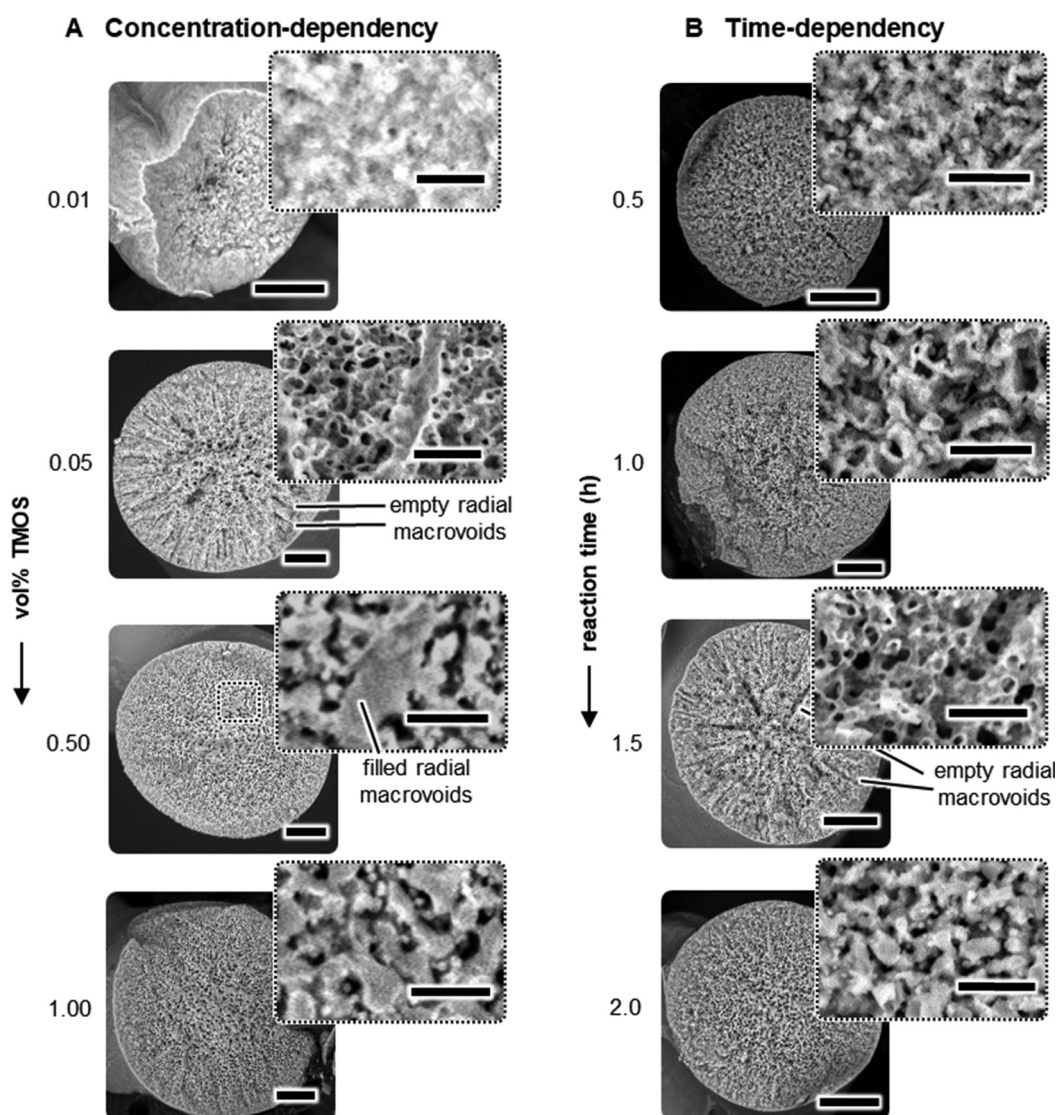 A Concentration-dependency
0.01
0.05
empty radial
macrovoids
vol% TMOS
0.50
filled radial
macrovoids
1.00
B Time-dependency
0.5
1.0
reaction time (h)
1.5
empty radial
macrovoids
2.0